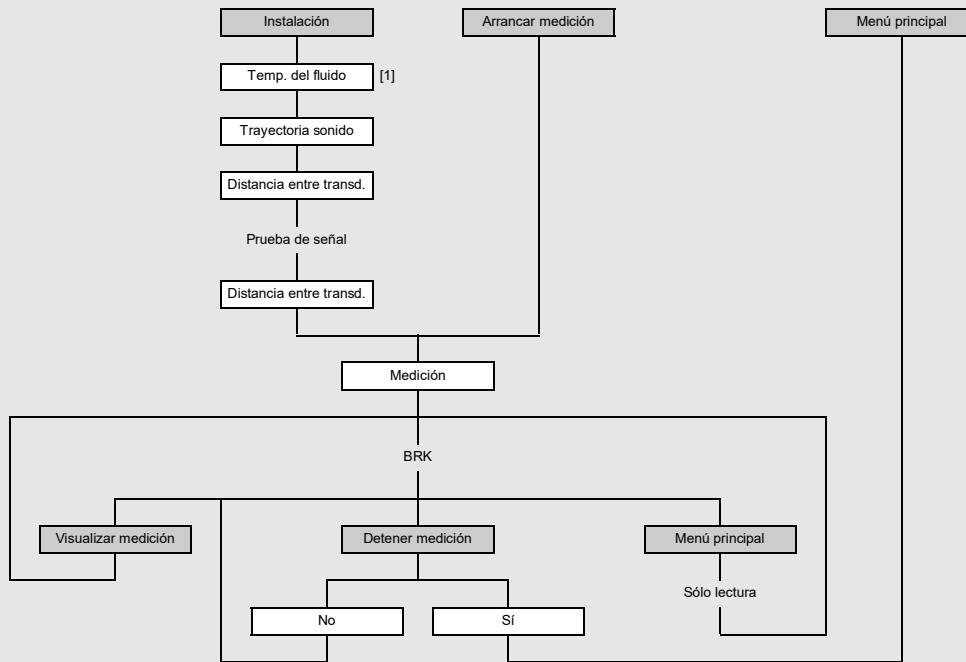 Instalación
Arrancar medición
Menú principal
Temp. del fluido [1]
Trayectoria sonido
Distancia entre transd.
Prueba de señal
Distancia entre transd.
Medición
BRK
Visualizar medición
Detener medición
Menú principal
Sólo lectura
No
Sí